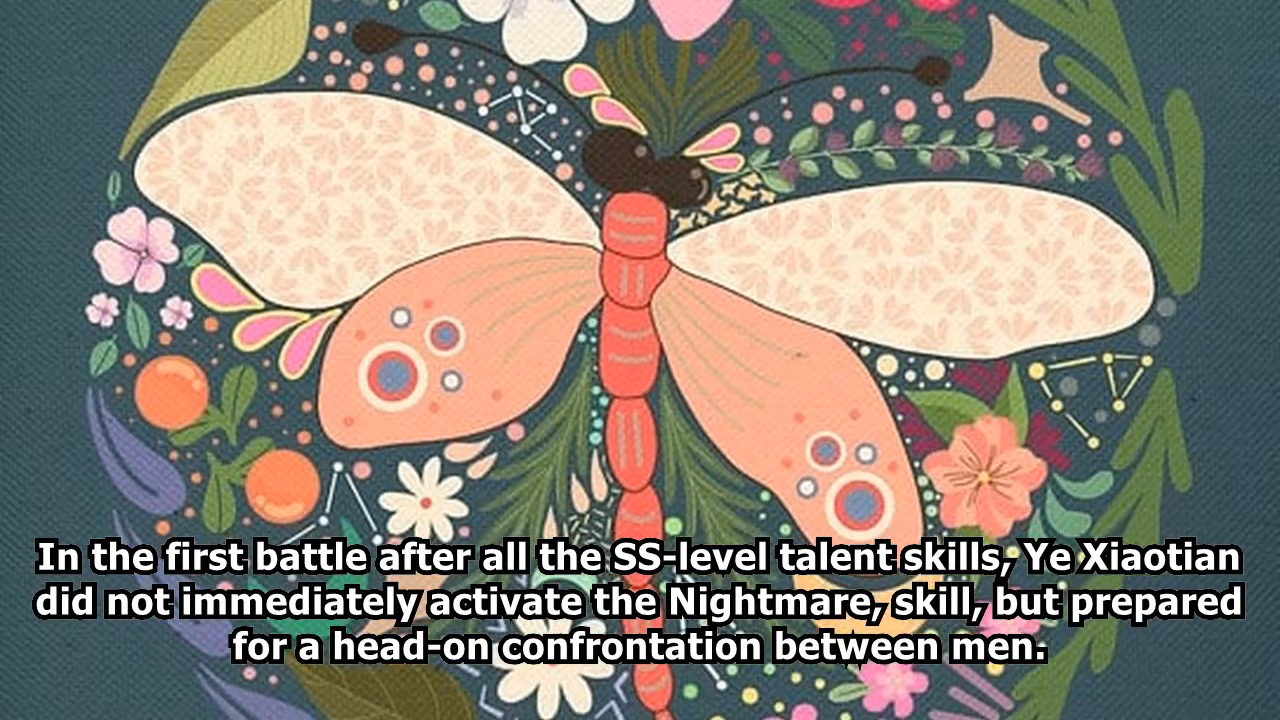 In the first battle after all the SS-level talent skills, Ye Xiaotian
did not immediately activate the Nightmare, skill, but prepared
for a head-on confrontation between men.